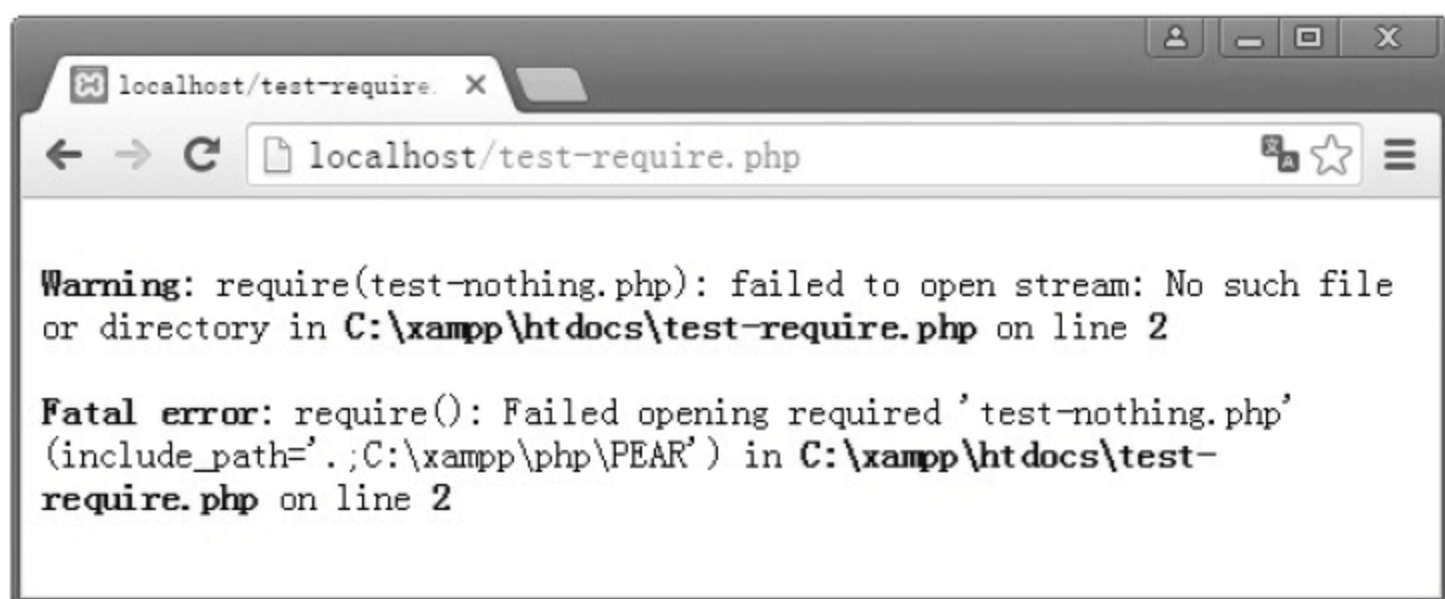 localhost/test-require.
localhost/test-require.php
Warning: require(test-nothing.php): failed to open stream: No such file
or directory in C:\xampp\htdocs\test-require.php on line 2
Fatal error: require(): Failed opening required 'test-nothing.php'
(include_path='.;C:\xampp\php\PEAR') in C:\xampp\htdocs\test-
require.php on line 2